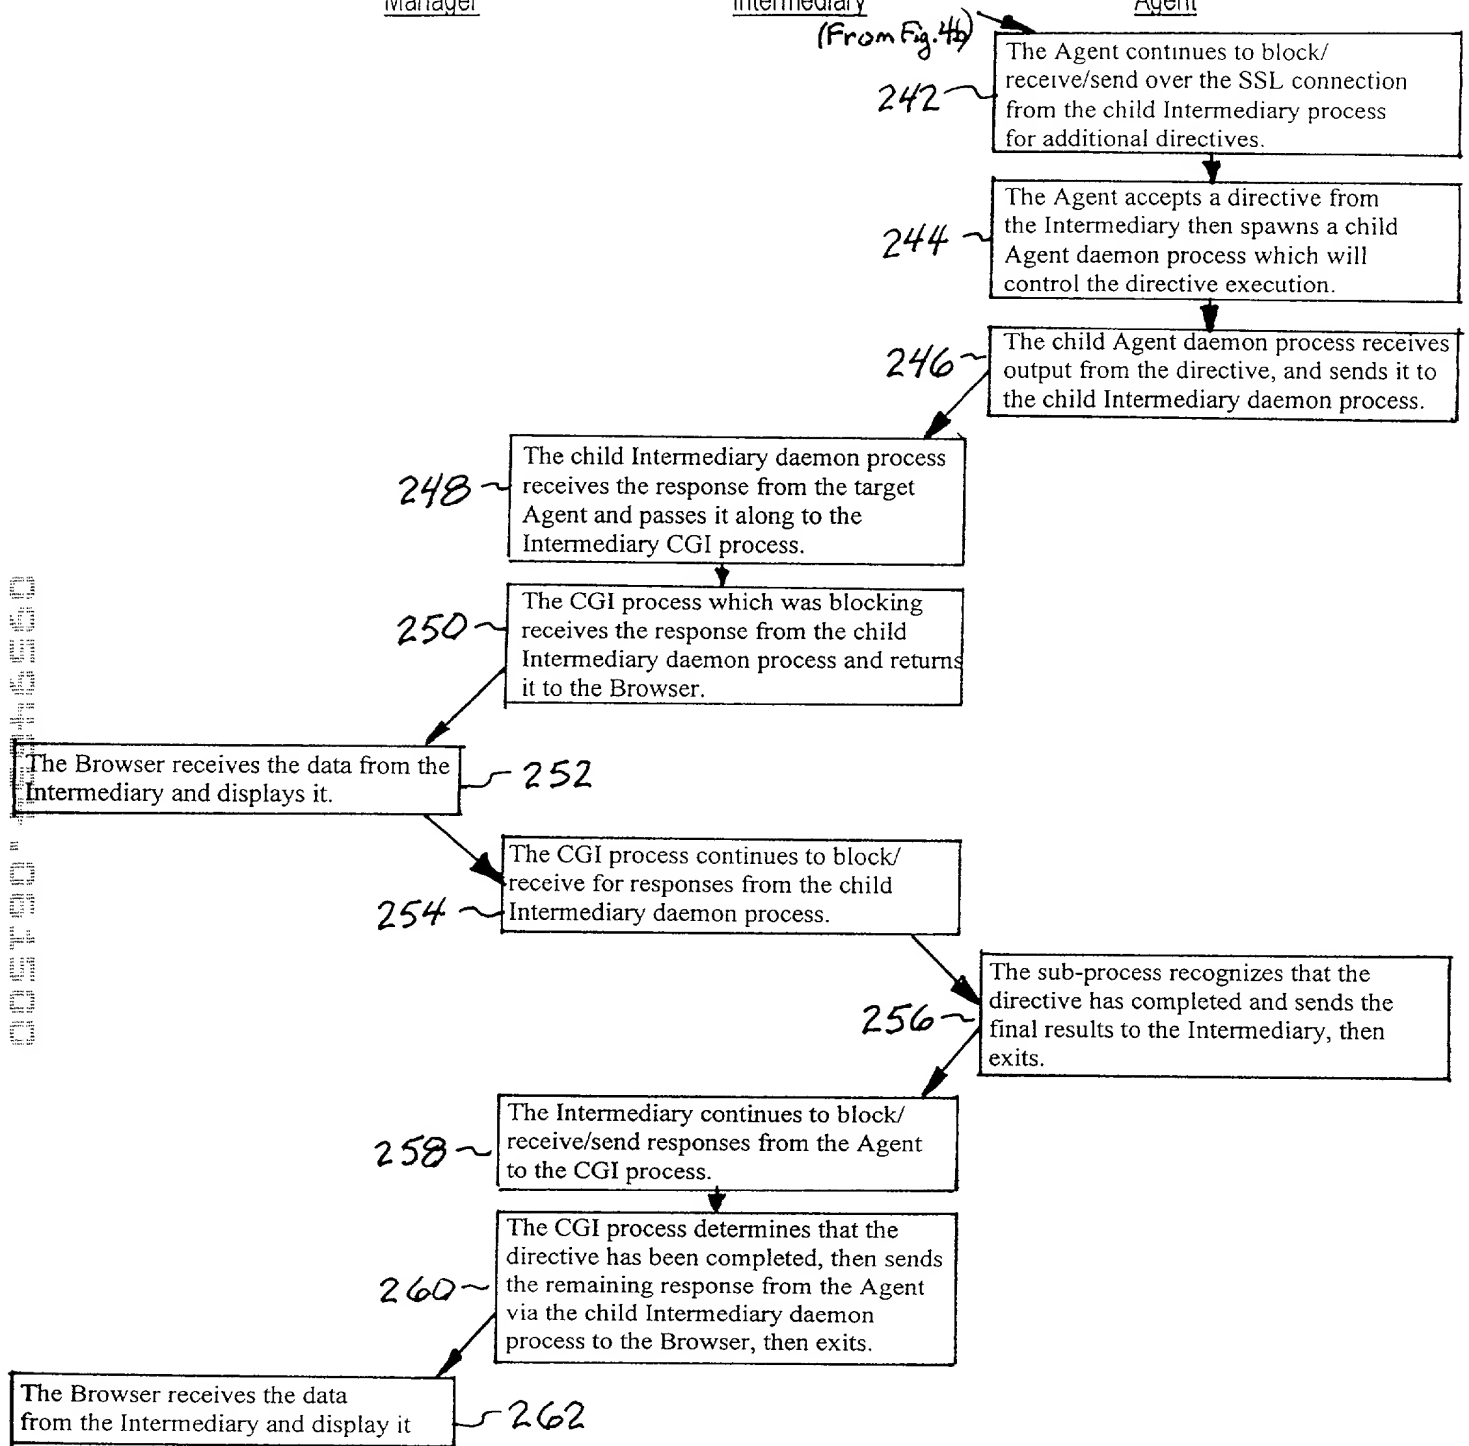 Manager Intermediary Agent
(From Fig. 4b)
The Agent continues to block/
receive/send over the SSL connection
from the child Intermediary process
for additional directives.
242
The Agent accepts a directive from
the Intermediary then spawns a child
Agent daemon process which will
control the directive execution.
244
The child Agent daemon process receives
output from the directive, and sends it to
the child Intermediary daemon process.
246
The child Intermediary daemon process
receives the response from the target
Agent and passes it along to the
Intermediary CGI process.
248
The CGI process which was blocking
receives the response from the child
Intermediary daemon process and returns
it to the Browser.
250
The Browser receives the data from the
Intermediary and displays it.
252
The CGI process continues to block/
receive for responses from the child
Intermediary daemon process.
254
The sub-process recognizes that the
directive has completed and sends the
final results to the Intermediary, then
exits.
256
The Intermediary continues to block/
receive/send responses from the Agent
to the CGI process.
258
The CGI process determines that the
directive has been completed, then sends
the remaining response from the Agent
via the child Intermediary daemon
process to the Browser, then exits.
260
The Browser receives the data
from the Intermediary and display it
262